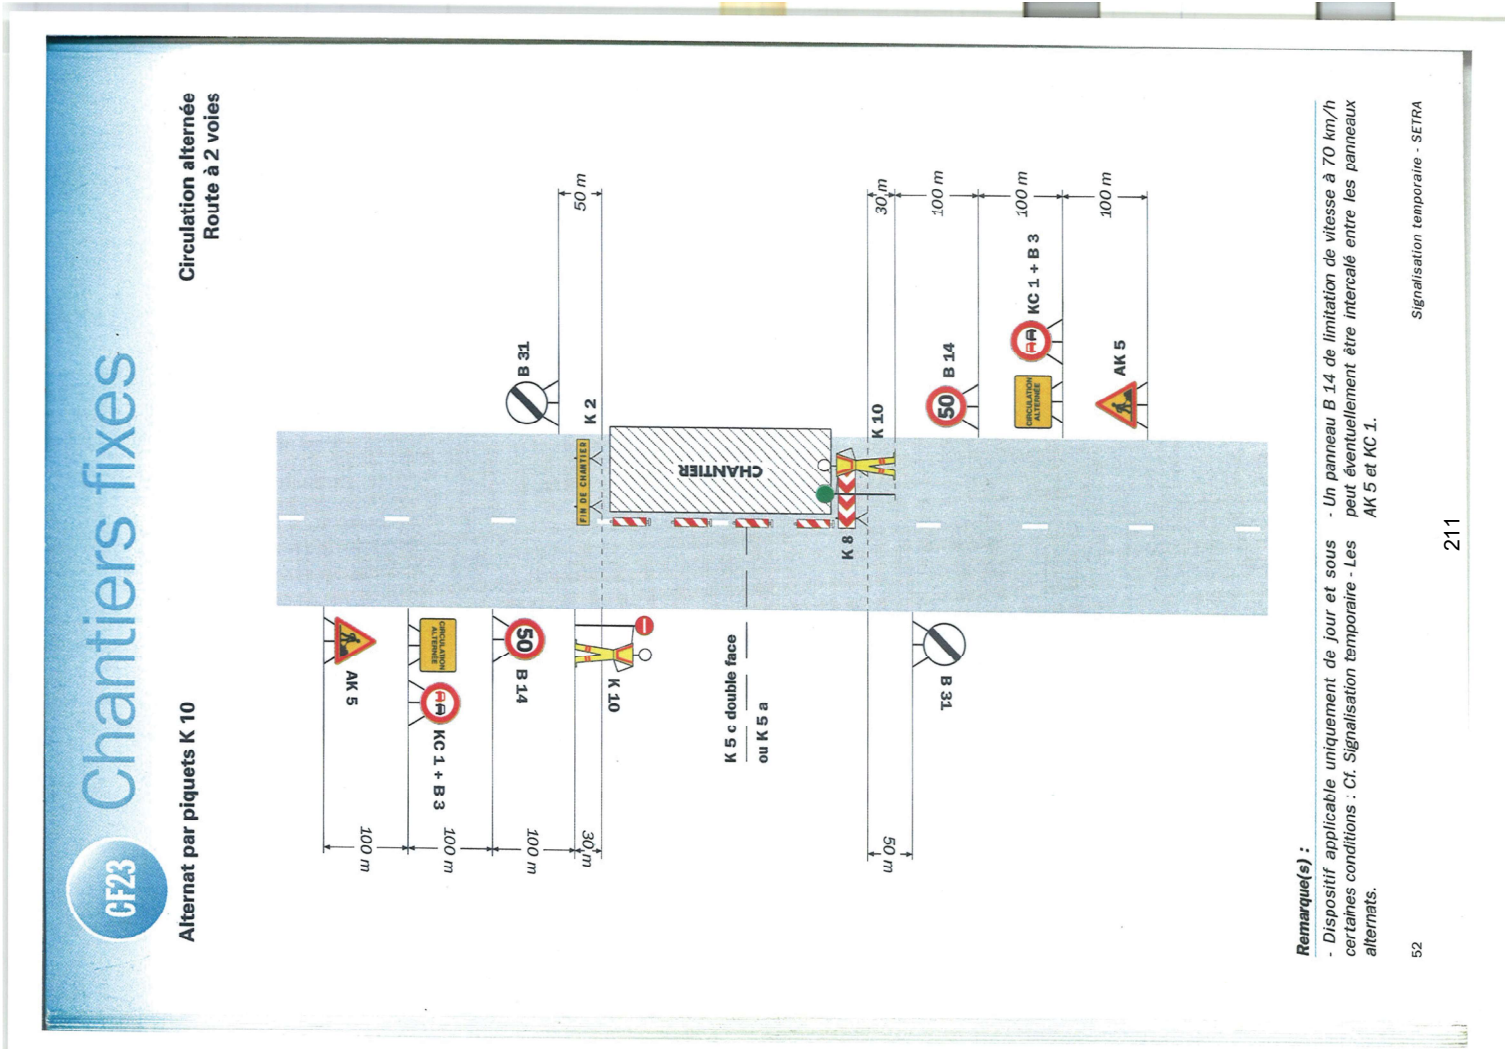 CF23 Chantiers fixes
Alternat par piquets K 10
Circulation alternée
Route à 2 voies
AK 5
KC 1 + B 3
CIRCULATION
ALTERNÉE
50
B 14
K 10
100 m
100 m
100 m
30 m
B 31
50 m
K 2
FIN DE CHANTIER
CHANTIER
K 5 c double face
ou K 5 a
K 8
K 10
B 31
50 m
30 m
100 m
100 m
100 m
50
B 14
CIRCULATION
ALTERNÉE
KC 1 + B 3
AK 5
Remarque(s) :
- Dispositif applicable uniquement de jour et sous
certaines conditions : Cf. Signalisation temporaire - Les
alternats.
- Un panneau B 14 de limitation de vitesse à 70 km/h
peut éventuellement être intercalé entre les panneaux
AK 5 et KC 1.
52
Signalisation temporaire - SETRA
211